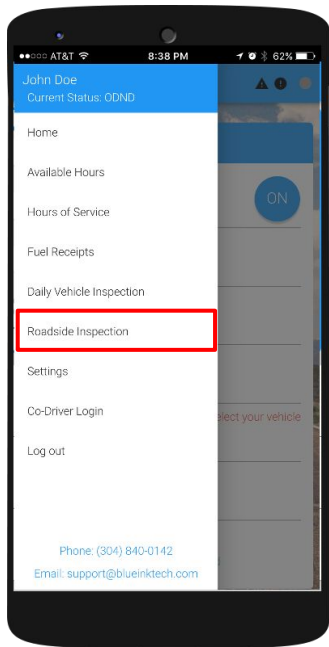 AT&T 8:38 PM 62%
John Doe
Current Status: ODND
Home
Available Hours
ON
Hours of Service
Fuel Receipts
Daily Vehicle Inspection
Roadside Inspection
Settings
Co-Driver Login
elect your vehicle
Log out
Phone: (304) 840-0142
Email: support@blueinktech.com